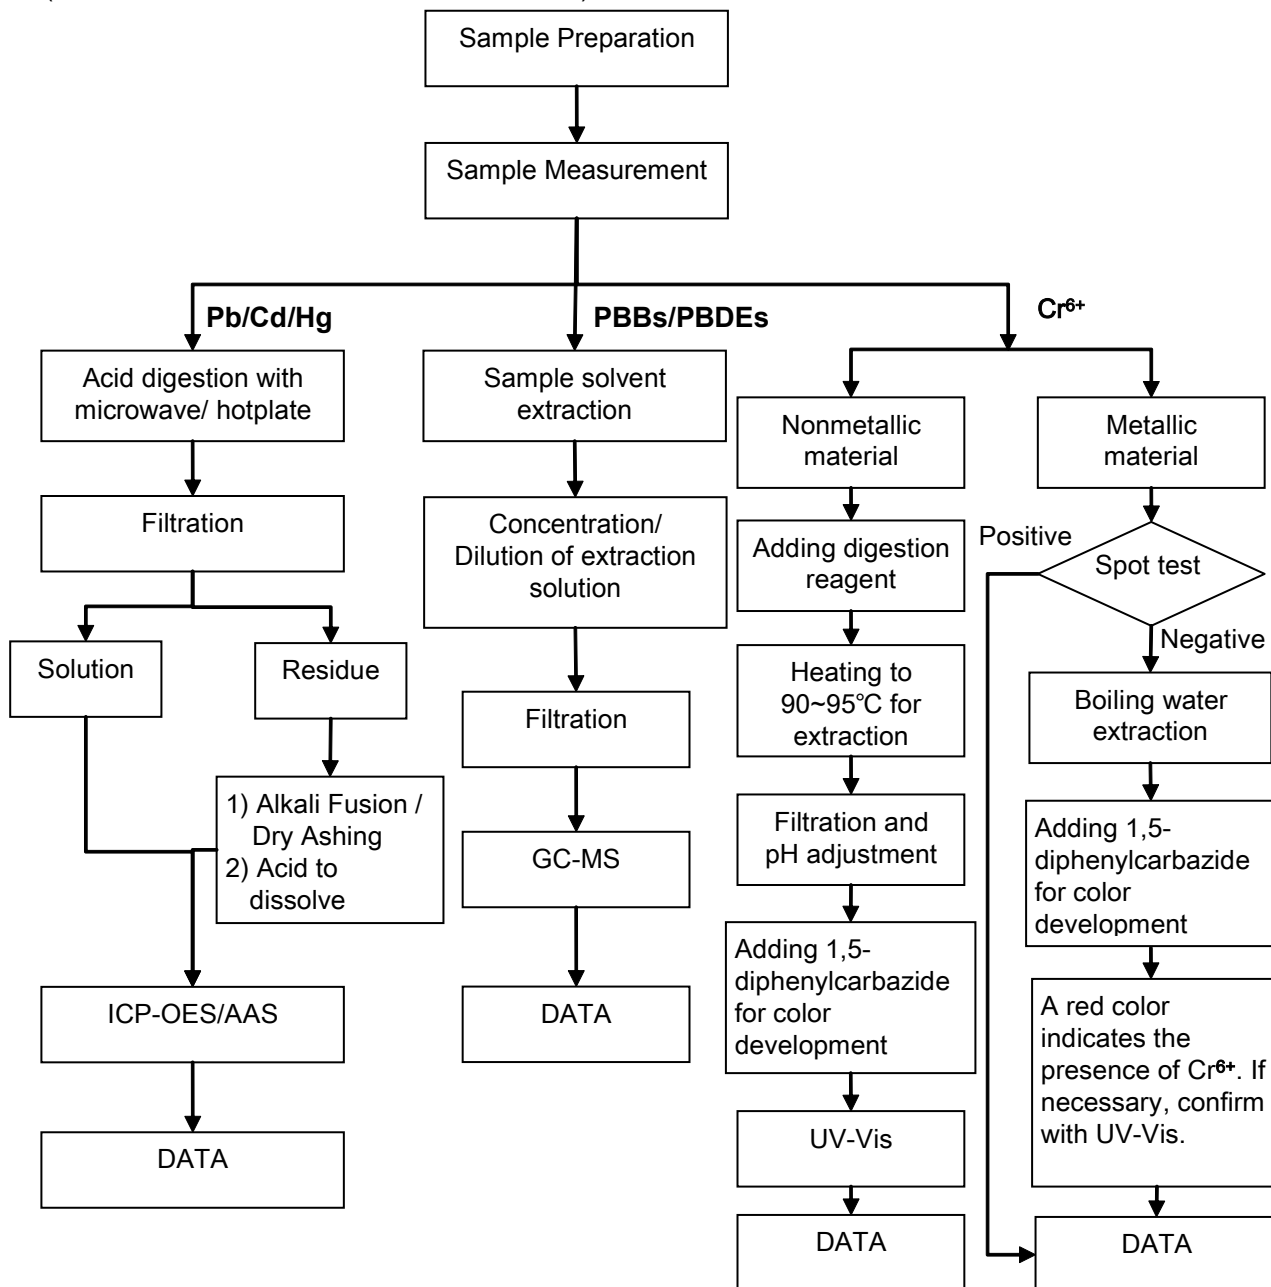 Sample Preparation
Sample Measurement
Pb/Cd/Hg
PBBs/PBDEs
Cr⁶⁺
Acid digestion with
microwave/ hotplate
Filtration
Solution
Residue
1) Alkali Fusion /
Dry Ashing
2) Acid to
dissolve
ICP-OES/AAS
DATA
Sample solvent
extraction
Concentration/
Dilution of extraction
solution
Filtration
GC-MS
DATA
Nonmetallic
material
Adding digestion
reagent
Heating to
90~95℃ for
extraction
Filtration and
pH adjustment
Adding 1,5-
diphenylcarbazide
for color
development
UV-Vis
DATA
Metallic
material
Positive
Spot test
Negative
Boiling water
extraction
Adding 1,5-
diphenylcarbazide
for color
development
A red color
indicates the
presence of Cr⁶⁺. If
necessary, confirm
with UV-Vis.
DATA